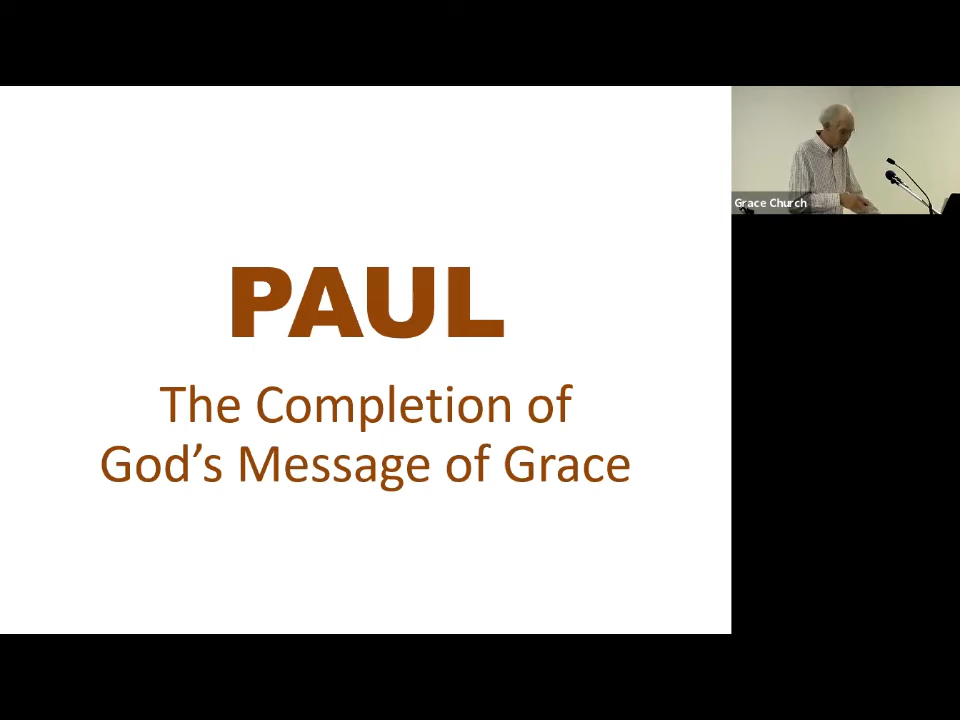 PAUL
The Completion of
God's Message of Grace
Grace Church